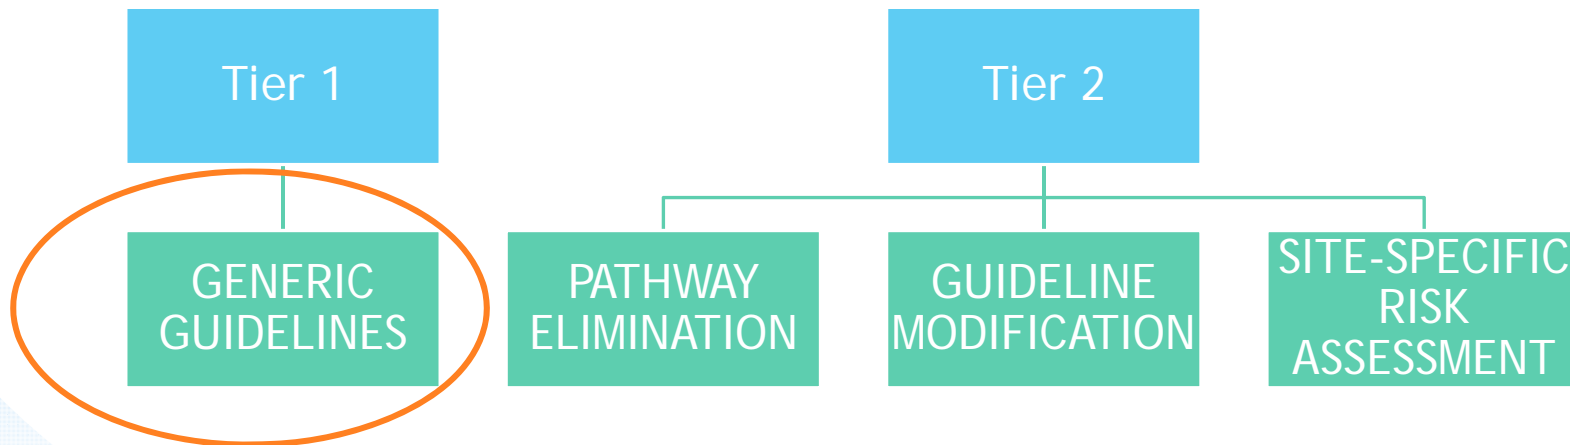 Tier 1
Tier 2
GENERIC
GUIDELINES
PATHWAY
ELIMINATION
GUIDELINE
MODIFICATION
SITE-SPECIFIC
RISK
ASSESSMENT